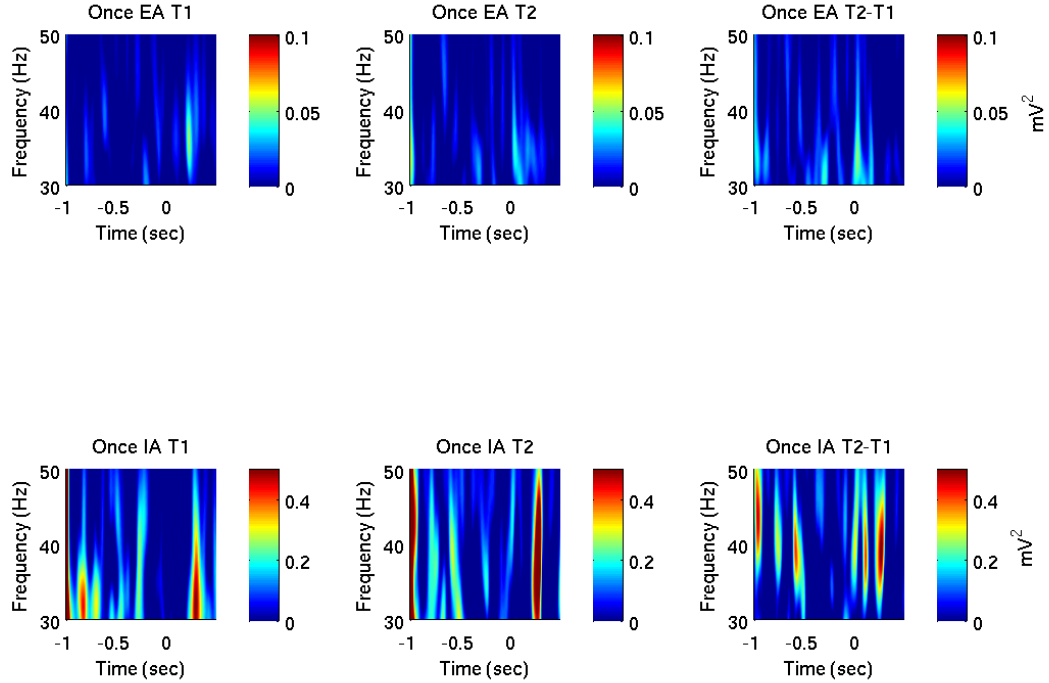 Once EA T1
Frequency (Hz)
50
40
30
-1 -0.5 0
Time (sec)
0.1
0.05
0
Once EA T2
Frequency (Hz)
50
40
30
-1 -0.5 0
Time (sec)
0.1
0.05
0
Once EA T2-T1
Frequency (Hz)
50
40
30
-1 -0.5 0
Time (sec)
0.1
0.05
0
mV²
Once IA T1
Frequency (Hz)
50
40
30
-1 -0.5 0
Time (sec)
0.4
0.2
0
Once IA T2
Frequency (Hz)
50
40
30
-1 -0.5 0
Time (sec)
0.4
0.2
0
Once IA T2-T1
Frequency (Hz)
50
40
30
-1 -0.5 0
Time (sec)
0.4
0.2
0
mV²